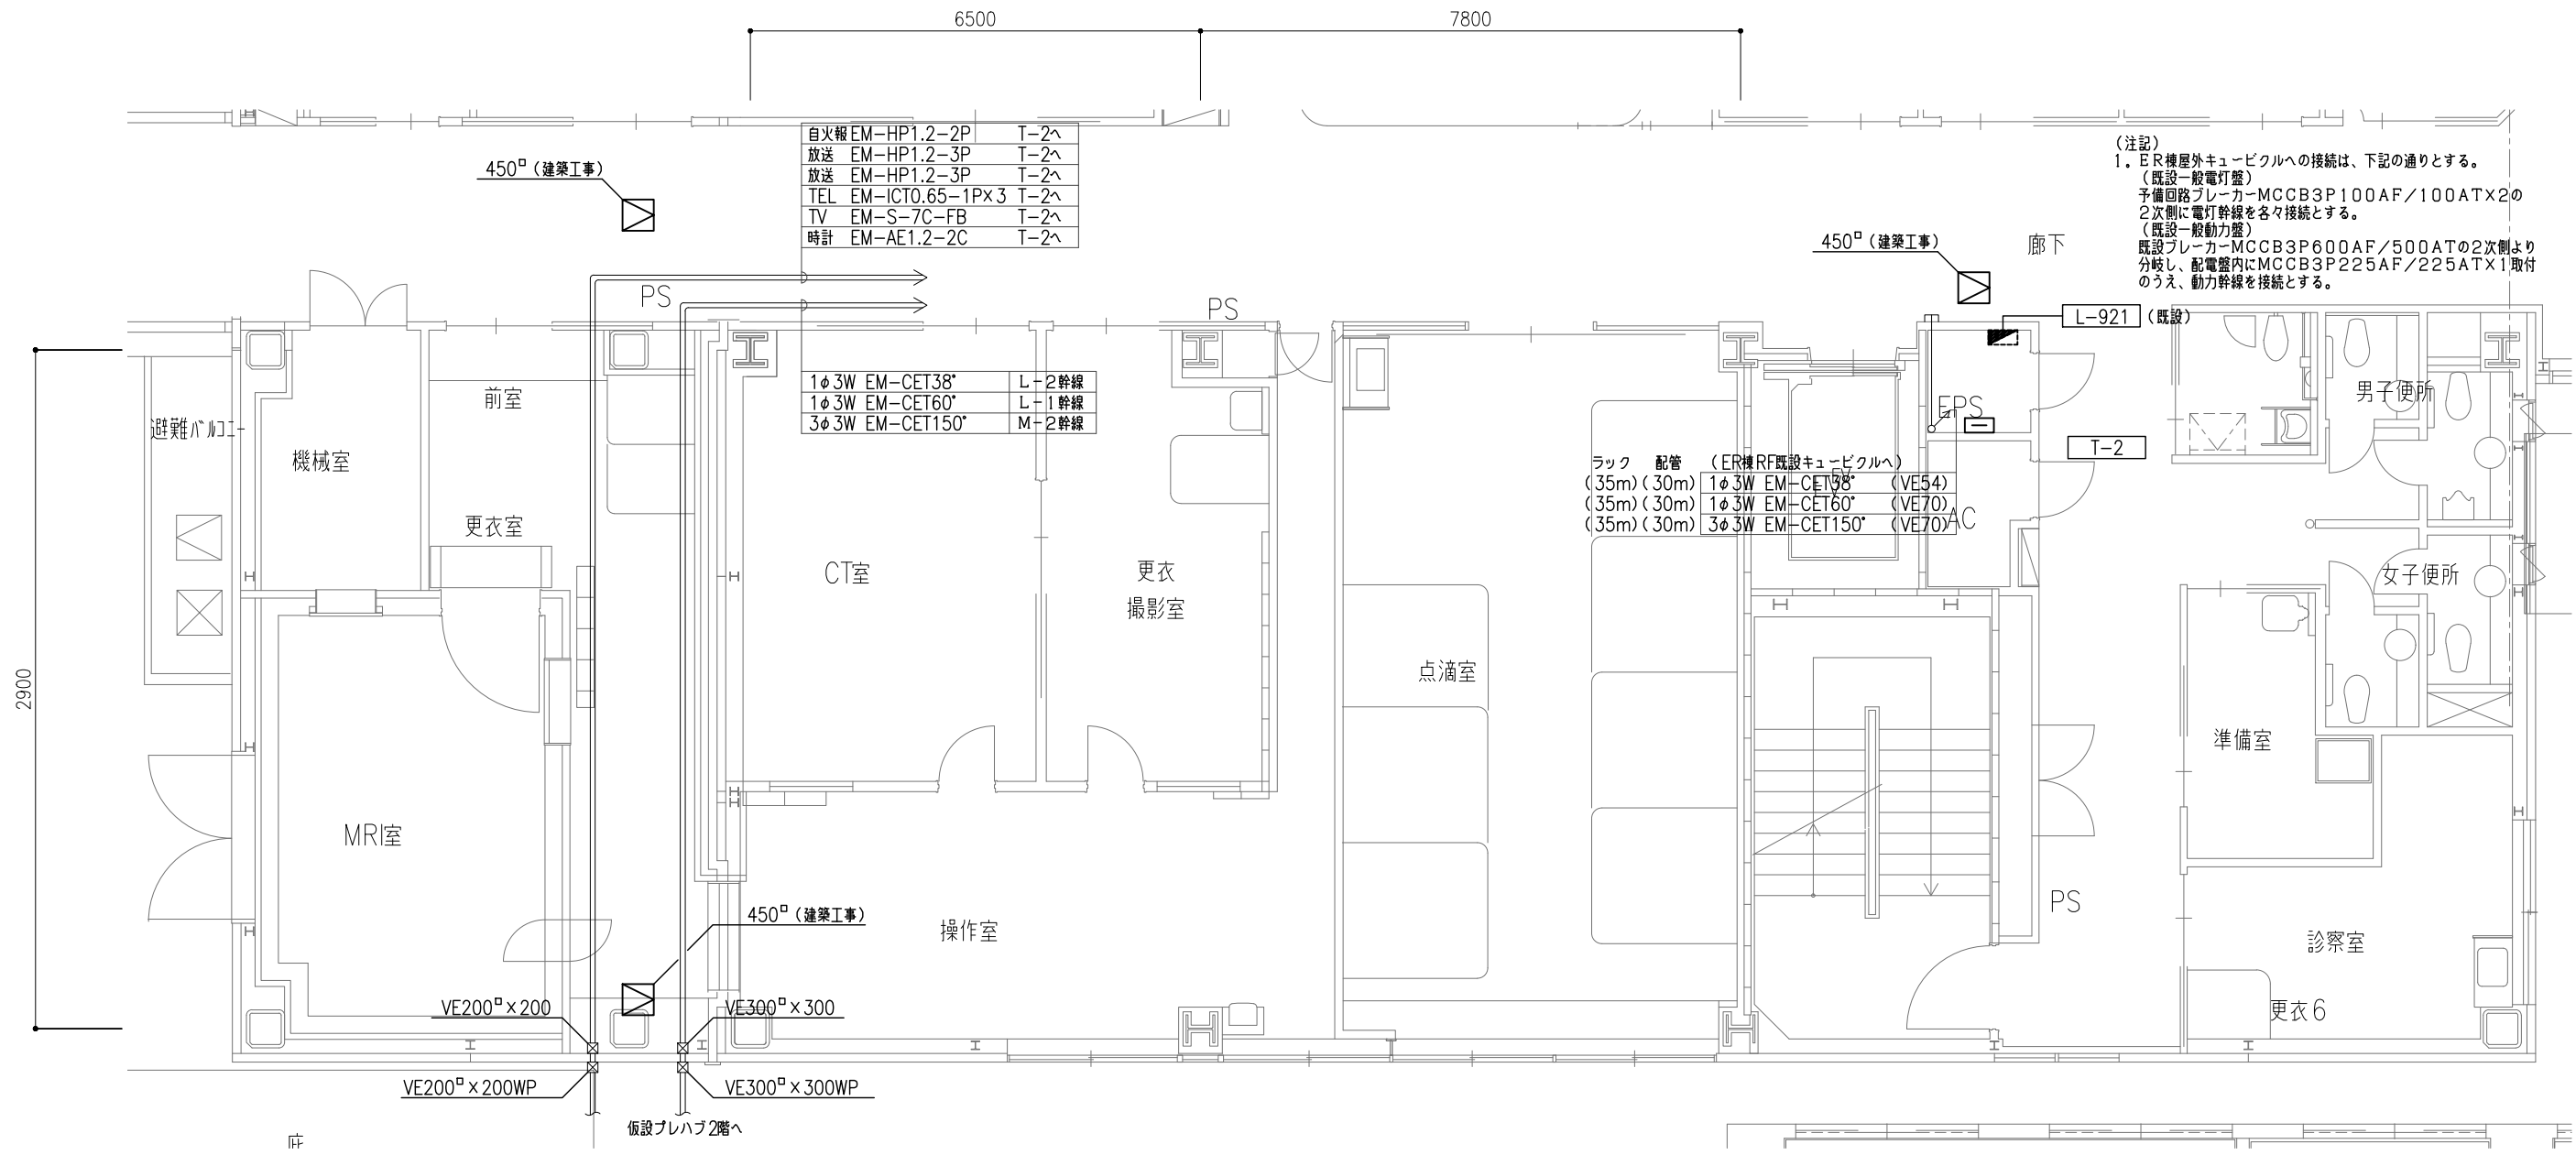 6500
7800
自火報 EM-HP1.2-2P T-2へ
放送 EM-HP1.2-3P T-2へ
放送 EM-HP1.2-3P T-2へ
TEL EM-ICT0.65-1P×3 T-2へ
TV EM-S-7C-FB T-2へ
時計 EM-AE1.2-2C T-2へ
450□(建築工事)
(注記)
1。ER棟屋外キュービクルへの接続は、下記の通りとする。
(既設一般電灯盤)
予備回路ブレーカーMCCB3P100AF/100AT×2の
2次側に電灯幹線を各々接続とする。
(既設一般動力盤)
既設ブレーカーMCCB3P600AF/500ATの2次側より
分岐し、配電盤内にMCCB3P225AF/225AT×1取付
のうえ、動力幹線を接続とする。
450□(建築工事)
廊下
PS
PS
L-921 (既設)
1φ3W EM-CET38° L-2幹線
1φ3W EM-CET60° L-1幹線
3φ3W EM-CET150° M-2幹線
前室
避難バルコニー
機械室
更衣室
男子便所
EPS
T-2
ラック 配管 (ER棟RF既設キュービクルへ)
(35m)(30m) 1φ3W EM-CET38° (VE54)
(35m)(30m) 1φ3W EM-CET60° (VE70)
(35m)(30m) 3φ3W EM-CET150° (VE70)
EV
AC
CT室
更衣
撮影室
女子便所
点滴室
2900
準備室
MRI室
PS
450□(建築工事)
操作室
診察室
VE200□×200
VE300□×300
更衣6
VE200□×200WP
VE300□×300WP
仮設プレハブ2階へ
庇